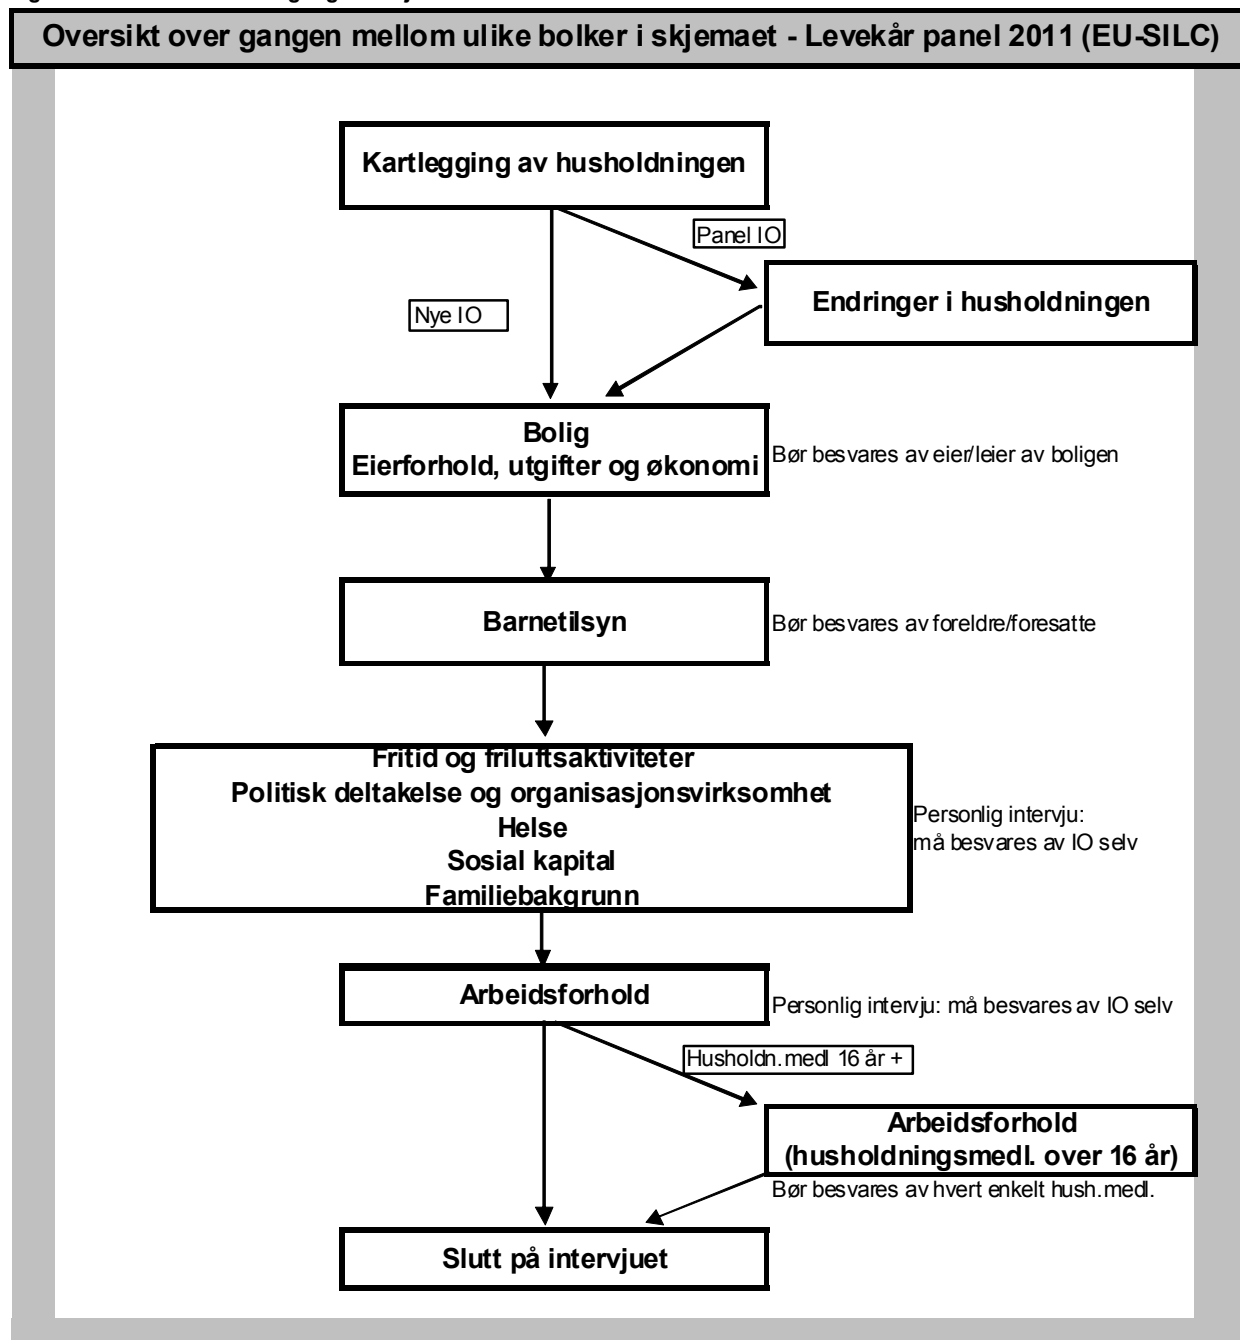 Oversikt over gangen mellom ulike bolker i skjemaet - Levekår panel 2011 (EU-SILC)
Kartlegging av husholdningen
Panel IO
Nye IO
Endringer i husholdningen
Bolig
Eierforhold, utgifter og økonomi
Bør besvares av eier/leier av boligen
Barnetilsyn
Bør besvares av foreldre/foresatte
Fritid og friluftsaktiviteter
Politisk deltakelse og organisasjonsvirksomhet
Helse
Sosial kapital
Familiebakgrunn
Personlig intervju:
må besvares av IO selv
Arbeidsforhold
Personlig intervju: må besvares av IO selv
Husholdn.medl 16 år +
Arbeidsforhold
(husholdningsmedl. over 16 år)
Bør besvares av hvert enkelt hush.medl.
Slutt på intervjuet